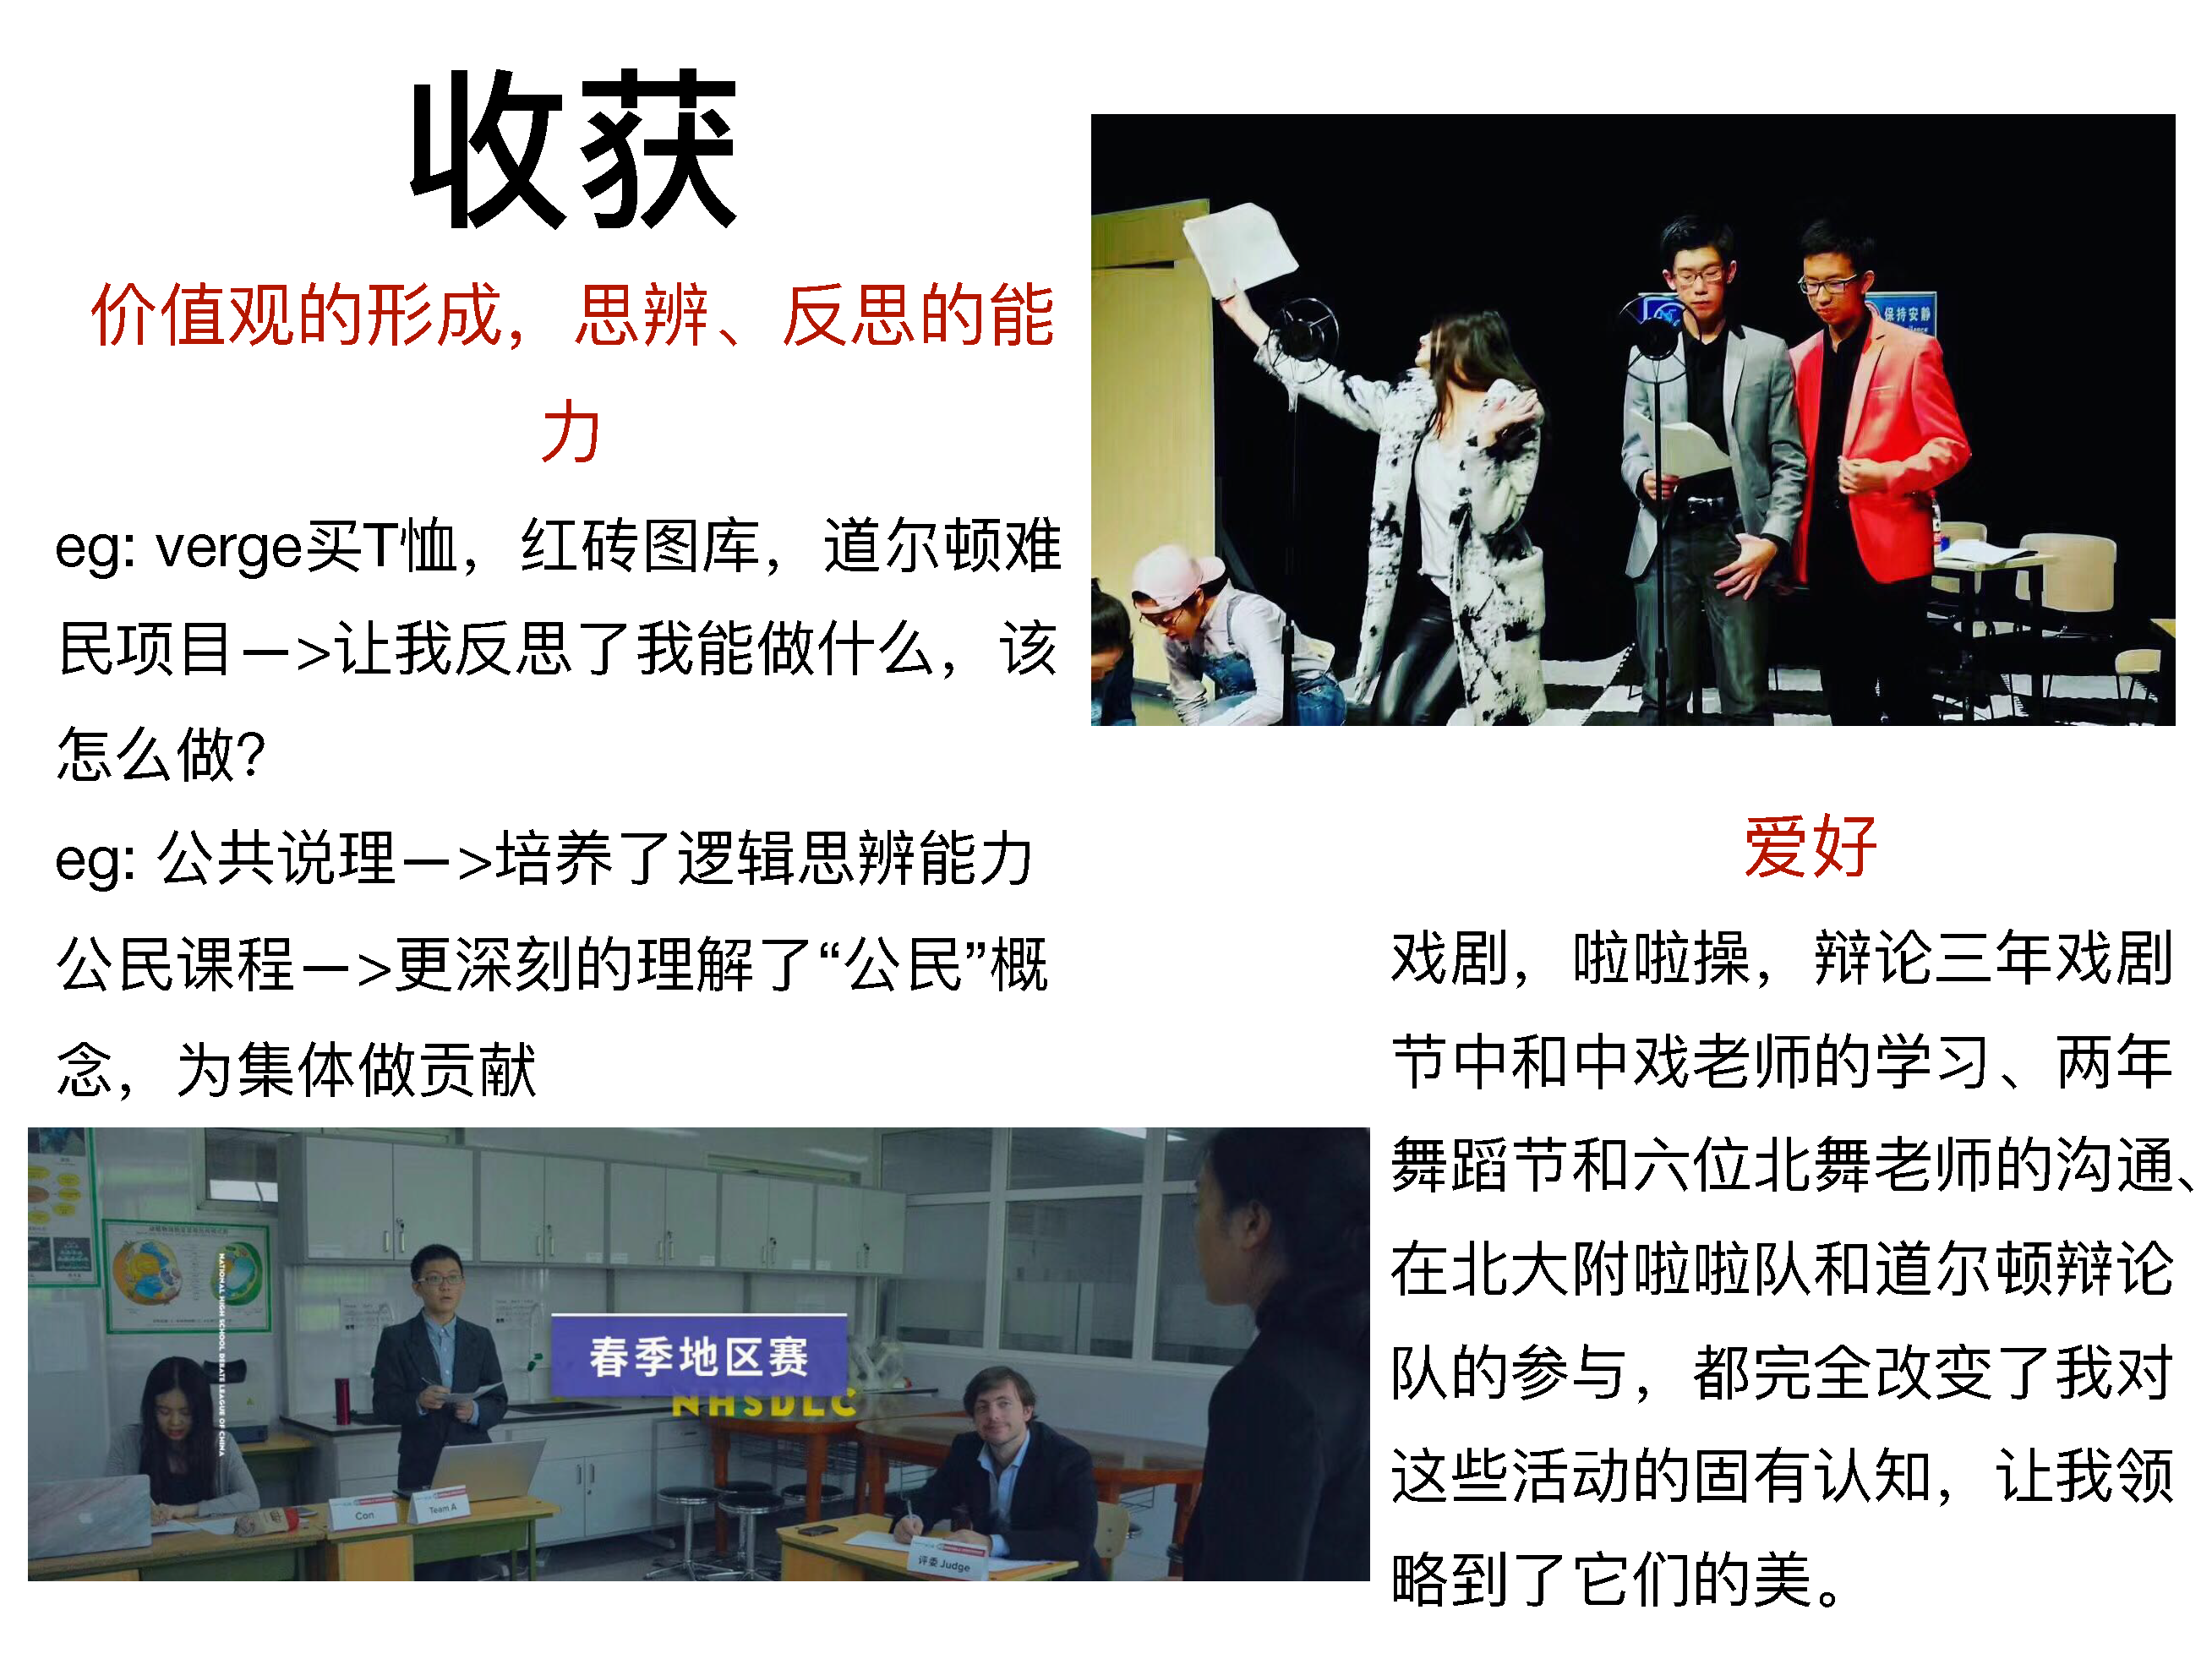 收获
价值观的形成，思辨、反思的能
力
eg: verge买T恤，红砖图库，道尔顿难
民项目—>让我反思了我能做什么，该
怎么做？
eg: 公共说理—>培养了逻辑思辨能力
公民课程—>更深刻的理解了“公民”概
念，为集体做贡献
保持安静
爱好
戏剧，啦啦操，辩论三年戏剧
节中和中戏老师的学习、两年
舞蹈节和六位北舞老师的沟通、
在北大附啦啦队和道尔顿辩论
队的参与，都完全改变了我对
这些活动的固有认知，让我领
略到了它们的美。
NATIONAL HIGH SCHOOL DEBATE LEAGUE OF CHINA
春季地区赛
NHSDLC
Con
Team A
评委 Judge